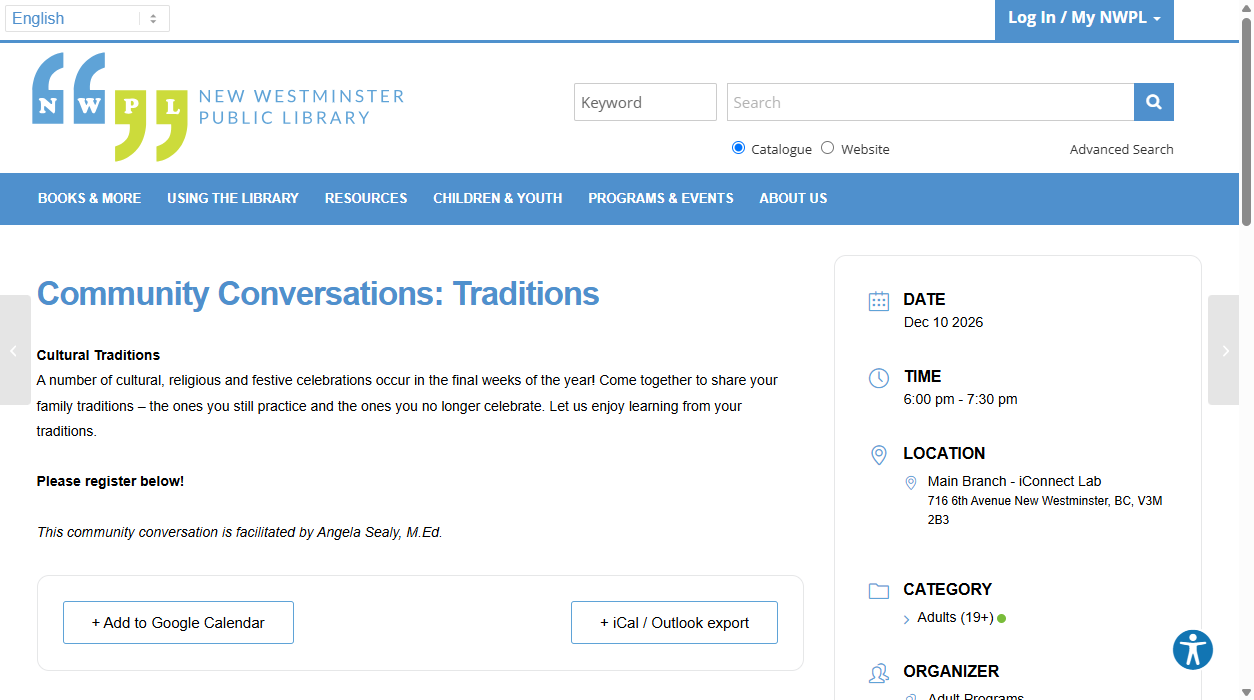 English
Log In / My NWPL
N W P L
NEW WESTMINSTER
PUBLIC LIBRARY
Keyword
Search
Catalogue
Website
Advanced Search
BOOKS & MORE
USING THE LIBRARY
RESOURCES
CHILDREN & YOUTH
PROGRAMS & EVENTS
ABOUT US
Community Conversations: Traditions
Cultural Traditions
A number of cultural, religious and festive celebrations occur in the final weeks of the year! Come together to share your
family traditions – the ones you still practice and the ones you no longer celebrate. Let us enjoy learning from your
traditions.
Please register below!
This community conversation is facilitated by Angela Sealy, M.Ed.
+ Add to Google Calendar
+ iCal / Outlook export
DATE
Dec 10 2026
TIME
6:00 pm - 7:30 pm
LOCATION
Main Branch - iConnect Lab
716 6th Avenue New Westminster, BC, V3M
2B3
CATEGORY
Adults (19+)
ORGANIZER
Adult Programs